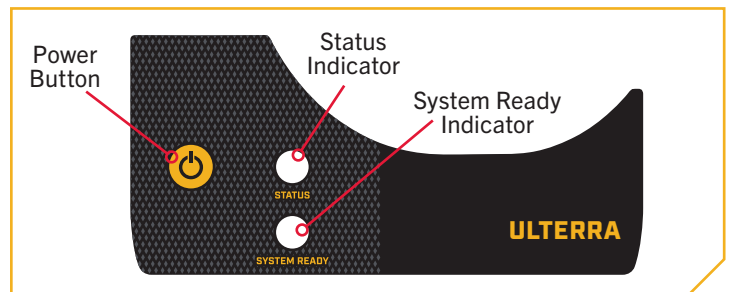 Power
Button
Status
Indicator
System Ready
Indicator
STATUS
SYSTEM READY
ULTERRA